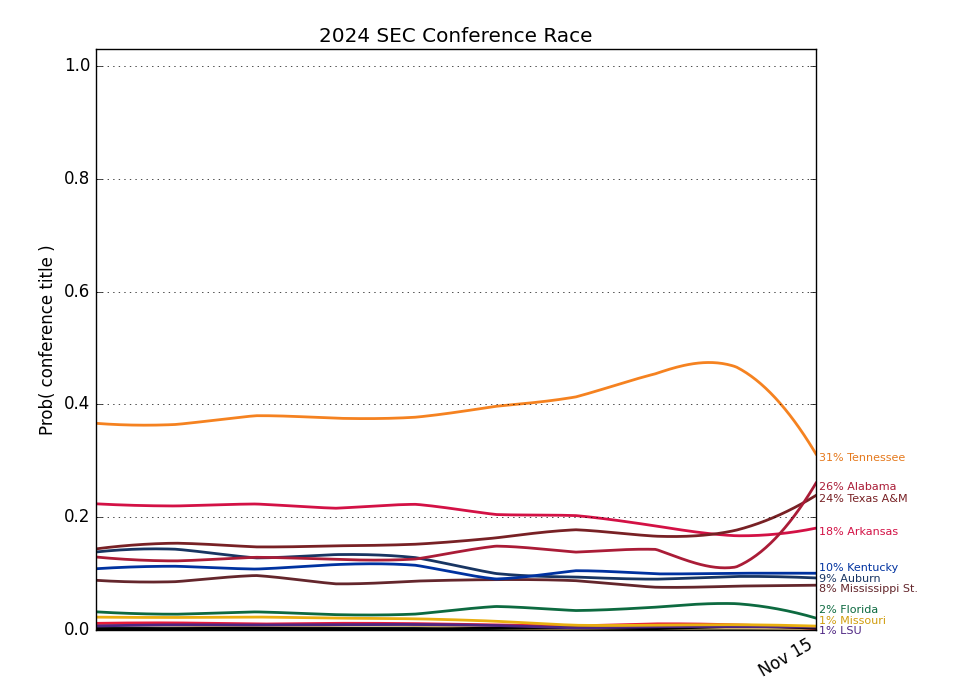 2024 SEC Conference Race
Prob( conference title )
1.0
0.8
0.6
0.4
0.2
0.0
31% Tennessee
26% Alabama
24% Texas A&M
18% Arkansas
10% Kentucky
9% Auburn
8% Mississippi St.
2% Florida
1% Missouri
1% LSU
Nov 15